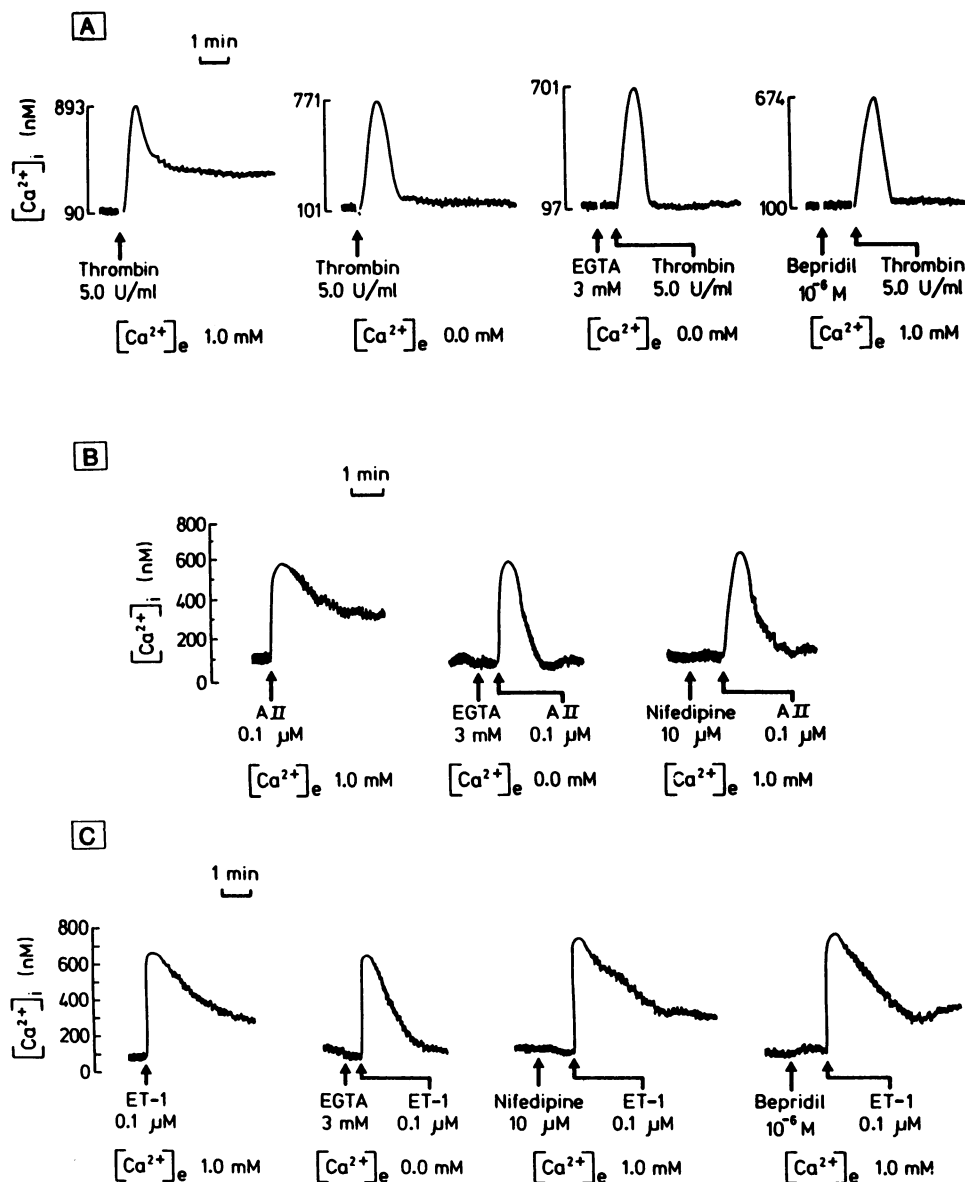 A
1 min
[Ca²⁺]i (nM)
893
90
771
101
701
97
674
100
Thrombin
5.0 U/ml
Thrombin
5.0 U/ml
EGTA
3 mM
Thrombin
5.0 U/ml
Bepridil
10⁻⁶ M
Thrombin
5.0 U/ml
[Ca²⁺]e 1.0 mM
[Ca²⁺]e 0.0 mM
[Ca²⁺]e 0.0 mM
[Ca²⁺]e 1.0 mM
B
1 min
[Ca²⁺]i (nM)
800
600
400
200
0
A II
0.1 µM
EGTA
3 mM
A II
0.1 µM
Nifedipine
10 µM
A II
0.1 µM
[Ca²⁺]e 1.0 mM
[Ca²⁺]e 0.0 mM
[Ca²⁺]e 1.0 mM
C
1 min
[Ca²⁺]i (nM)
800
600
400
200
0
ET-1
0.1 µM
EGTA
3 mM
ET-1
0.1 µM
Nifedipine
10 µM
ET-1
0.1 µM
Bepridil
10⁻⁶ M
ET-1
0.1 µM
[Ca²⁺]e 1.0 mM
[Ca²⁺]e 0.0 mM
[Ca²⁺]e 1.0 mM
[Ca²⁺]e 1.0 mM